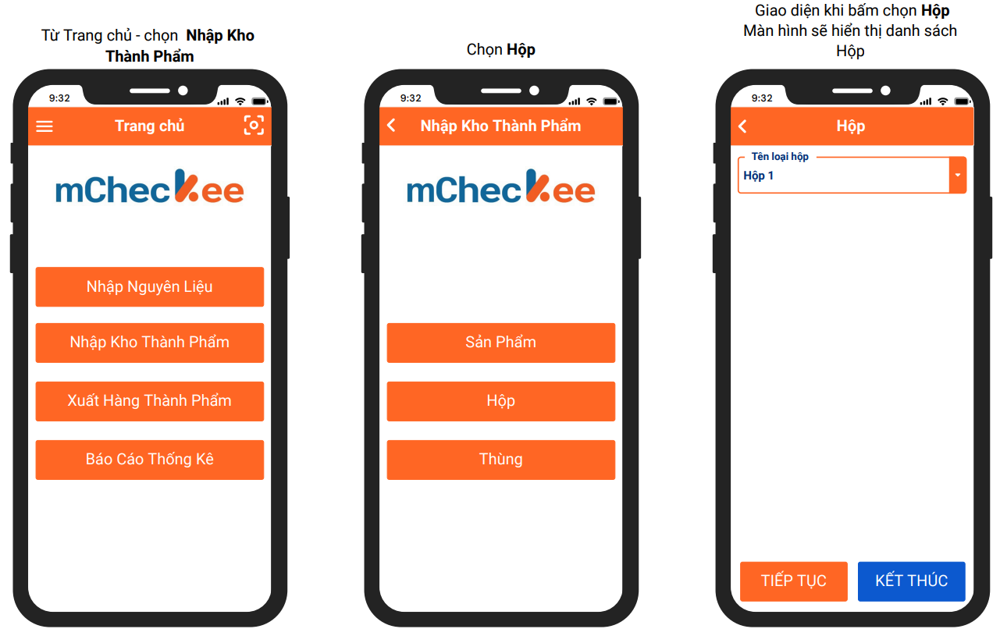 Từ Trang chủ - chọn Nhập Kho
Thành Phẩm
9:32
Trang chủ
mCheckee
Nhập Nguyên Liệu
Nhập Kho Thành Phẩm
Xuất Hàng Thành Phẩm
Báo Cáo Thống Kê
Chọn Hộp
9:32
Nhập Kho Thành Phẩm
mCheckee
Sản Phẩm
Hộp
Thùng
Giao diện khi bấm chọn Hộp
Màn hình sẽ hiển thị danh sách
Hộp
9:32
Hộp
Tên loại hộp
Hộp 1
TIẾP TỤC
KẾT THÚC